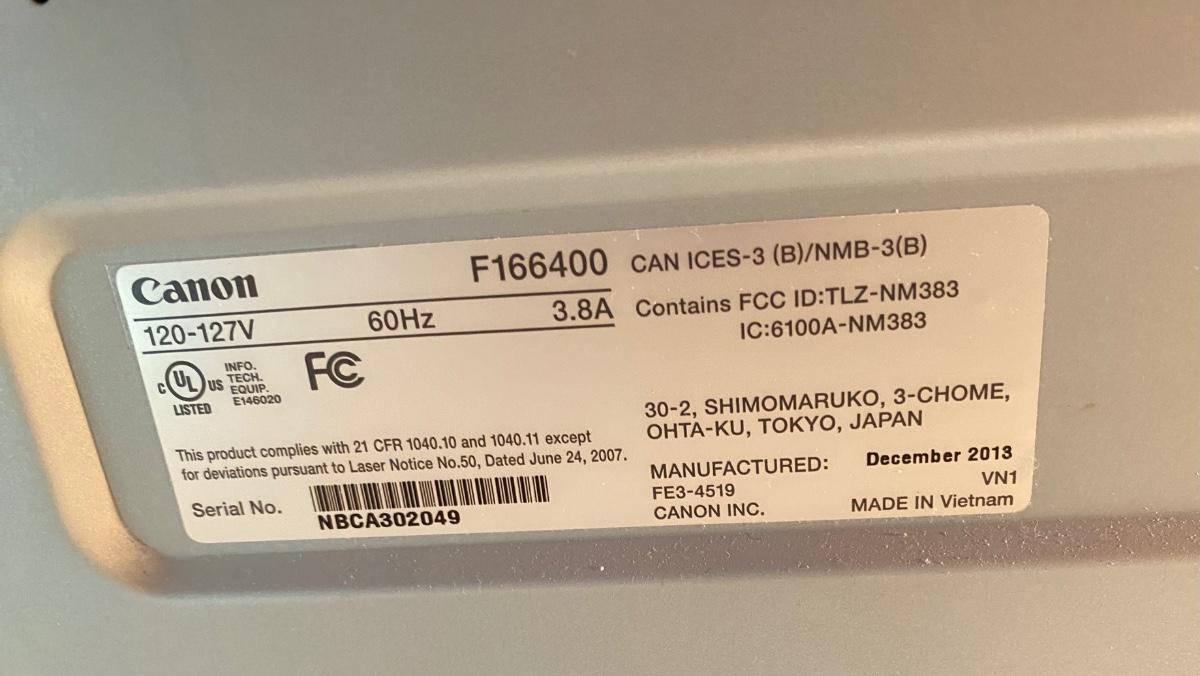 Canon
F166400
120-127V 60Hz 3.8A
C UL US LISTED
INFO.
TECH.
EQUIP.
E146020
FC
This product complies with 21 CFR 1040.10 and 1040.11 except
for deviations pursuant to Laser Notice No.50, Dated June 24, 2007.
Serial No.
NBCA302049
CAN ICES-3 (B)/NMB-3(B)
Contains FCC ID:TLZ-NM383
IC:6100A-NM383
30-2, SHIMOMARUKO, 3-CHOME,
OHTA-KU, TOKYO, JAPAN
MANUFACTURED: December 2013
FE3-4519 VN1
CANON INC. MADE IN Vietnam